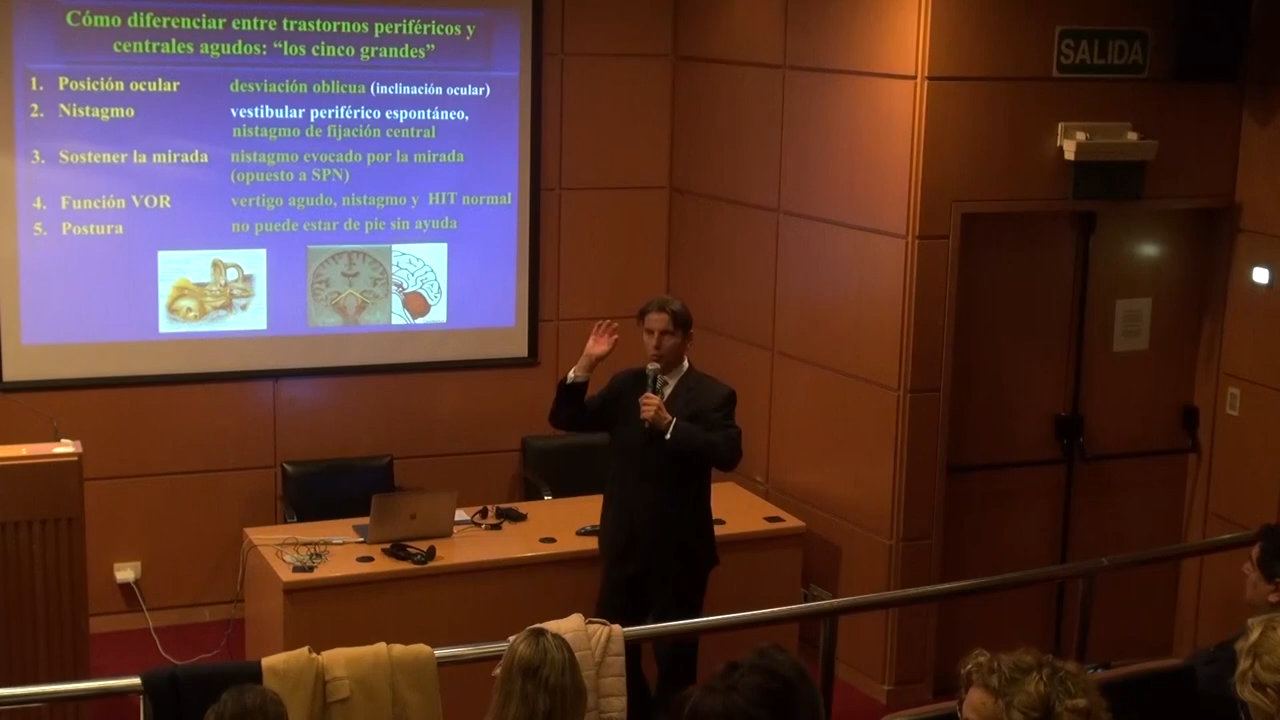 Cómo diferenciar entre trastornos periféricos y
centrales agudos: “los cinco grandes”
1. Posición ocular desviación oblicua (inclinación ocular)
2. Nistagmo vestibular periférico espontáneo,
nistagmo de fijación central
3. Sostener la mirada nistagmo evocado por la mirada
(opuesto a SPN)
4. Función VOR vertigo agudo, nistagmo y HIT normal
5. Postura no puede estar de pie sin ayuda
SALIDA